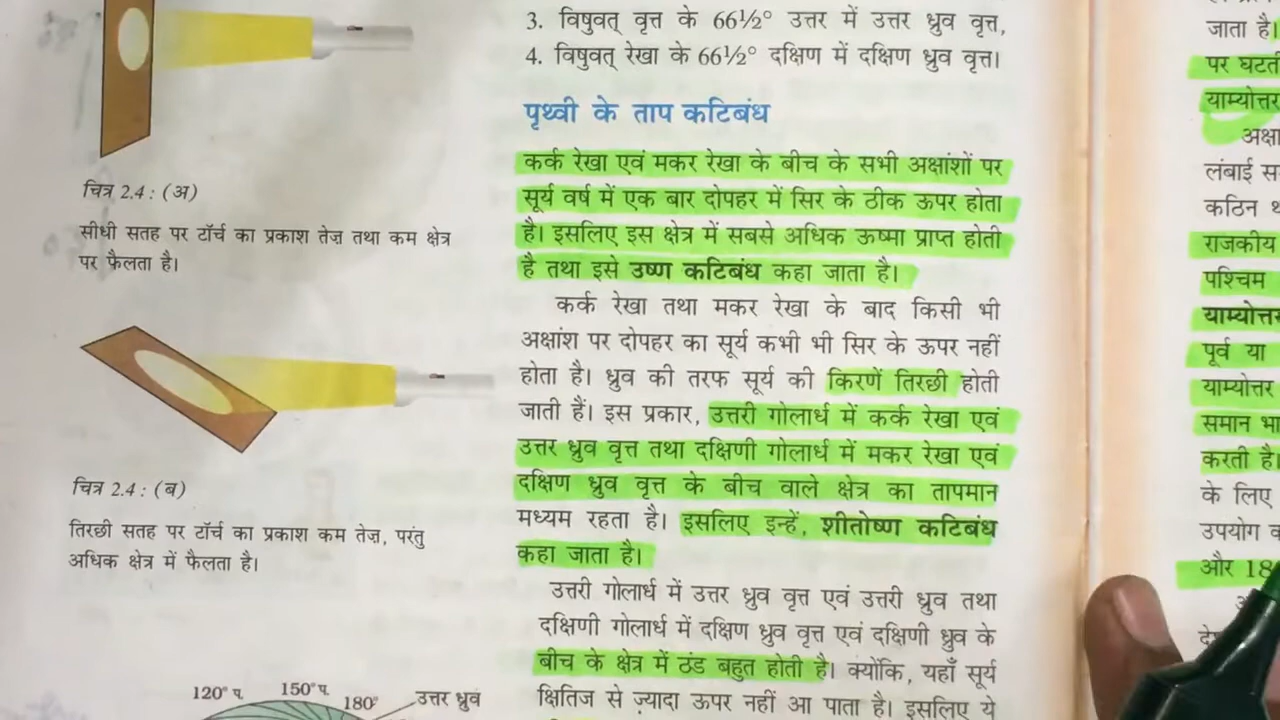 3. विषुवत् वृत्त के 66½° उत्तर में उत्तर ध्रुव वृत्त,
4. विषुवत् रेखा के 66½° दक्षिण में दक्षिण ध्रुव वृत्त।
पृथ्वी के ताप कटिबंध
कर्क रेखा एवं मकर रेखा के बीच के सभी अक्षांशों पर
सूर्य वर्ष में एक बार दोपहर में सिर के ठीक ऊपर होता
है। इसलिए इस क्षेत्र में सबसे अधिक ऊष्मा प्राप्त होती
है तथा इसे उष्ण कटिबंध कहा जाता है।
कर्क रेखा तथा मकर रेखा के बाद किसी भी
अक्षांश पर दोपहर का सूर्य कभी भी सिर के ऊपर नहीं
होता है। ध्रुव की तरफ सूर्य की किरणें तिरछी होती
जाती हैं। इस प्रकार, उत्तरी गोलार्ध में कर्क रेखा एवं
उत्तर ध्रुव वृत्त तथा दक्षिणी गोलार्ध में मकर रेखा एवं
दक्षिण ध्रुव वृत्त के बीच वाले क्षेत्र का तापमान
मध्यम रहता है। इसलिए इन्हें, शीतोष्ण कटिबंध
कहा जाता है।
उत्तरी गोलार्ध में उत्तर ध्रुव वृत्त एवं उत्तरी ध्रुव तथा
दक्षिणी गोलार्ध में दक्षिण ध्रुव वृत्त एवं दक्षिणी ध्रुव के
बीच के क्षेत्र में ठंड बहुत होती है। क्योंकि, यहाँ सूर्य
क्षितिज से ज़्यादा ऊपर नहीं आ पाता है। इसलिए ये
चित्र 2.4 : (अ)
सीधी सतह पर टॉर्च का प्रकाश तेज़ तथा कम क्षेत्र
पर फ़ैलता है।
चित्र 2.4 : (ब)
तिरछी सतह पर टॉर्च का प्रकाश कम तेज़, परंतु
अधिक क्षेत्र में फैलता है।
120° प. 150° प. 180° उत्तर ध्रुव
जाता है।
पर घटती
याम्योत्तर
लंबाई
कठिन
राजकीय
पश्चिम
याम्योत्तर
पूर्व या
याम्योत्तर
समान
करती है।
के लिए
उपयोग
और 18